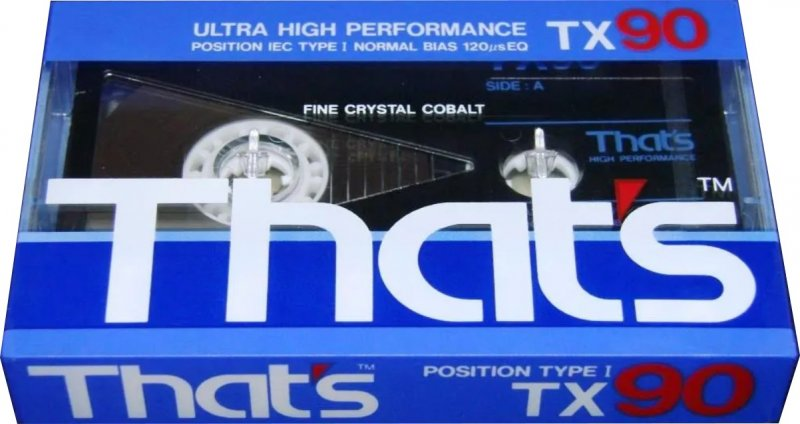 ULTRA HIGH PERFORMANCE
POSITION IEC TYPE I NORMAL BIAS 120μsEQ
TX90
SIDE : A
FINE CRYSTAL COBALT
That's
HIGH PERFORMANCE
That's™
That's™
POSITION TYPE I
TX90